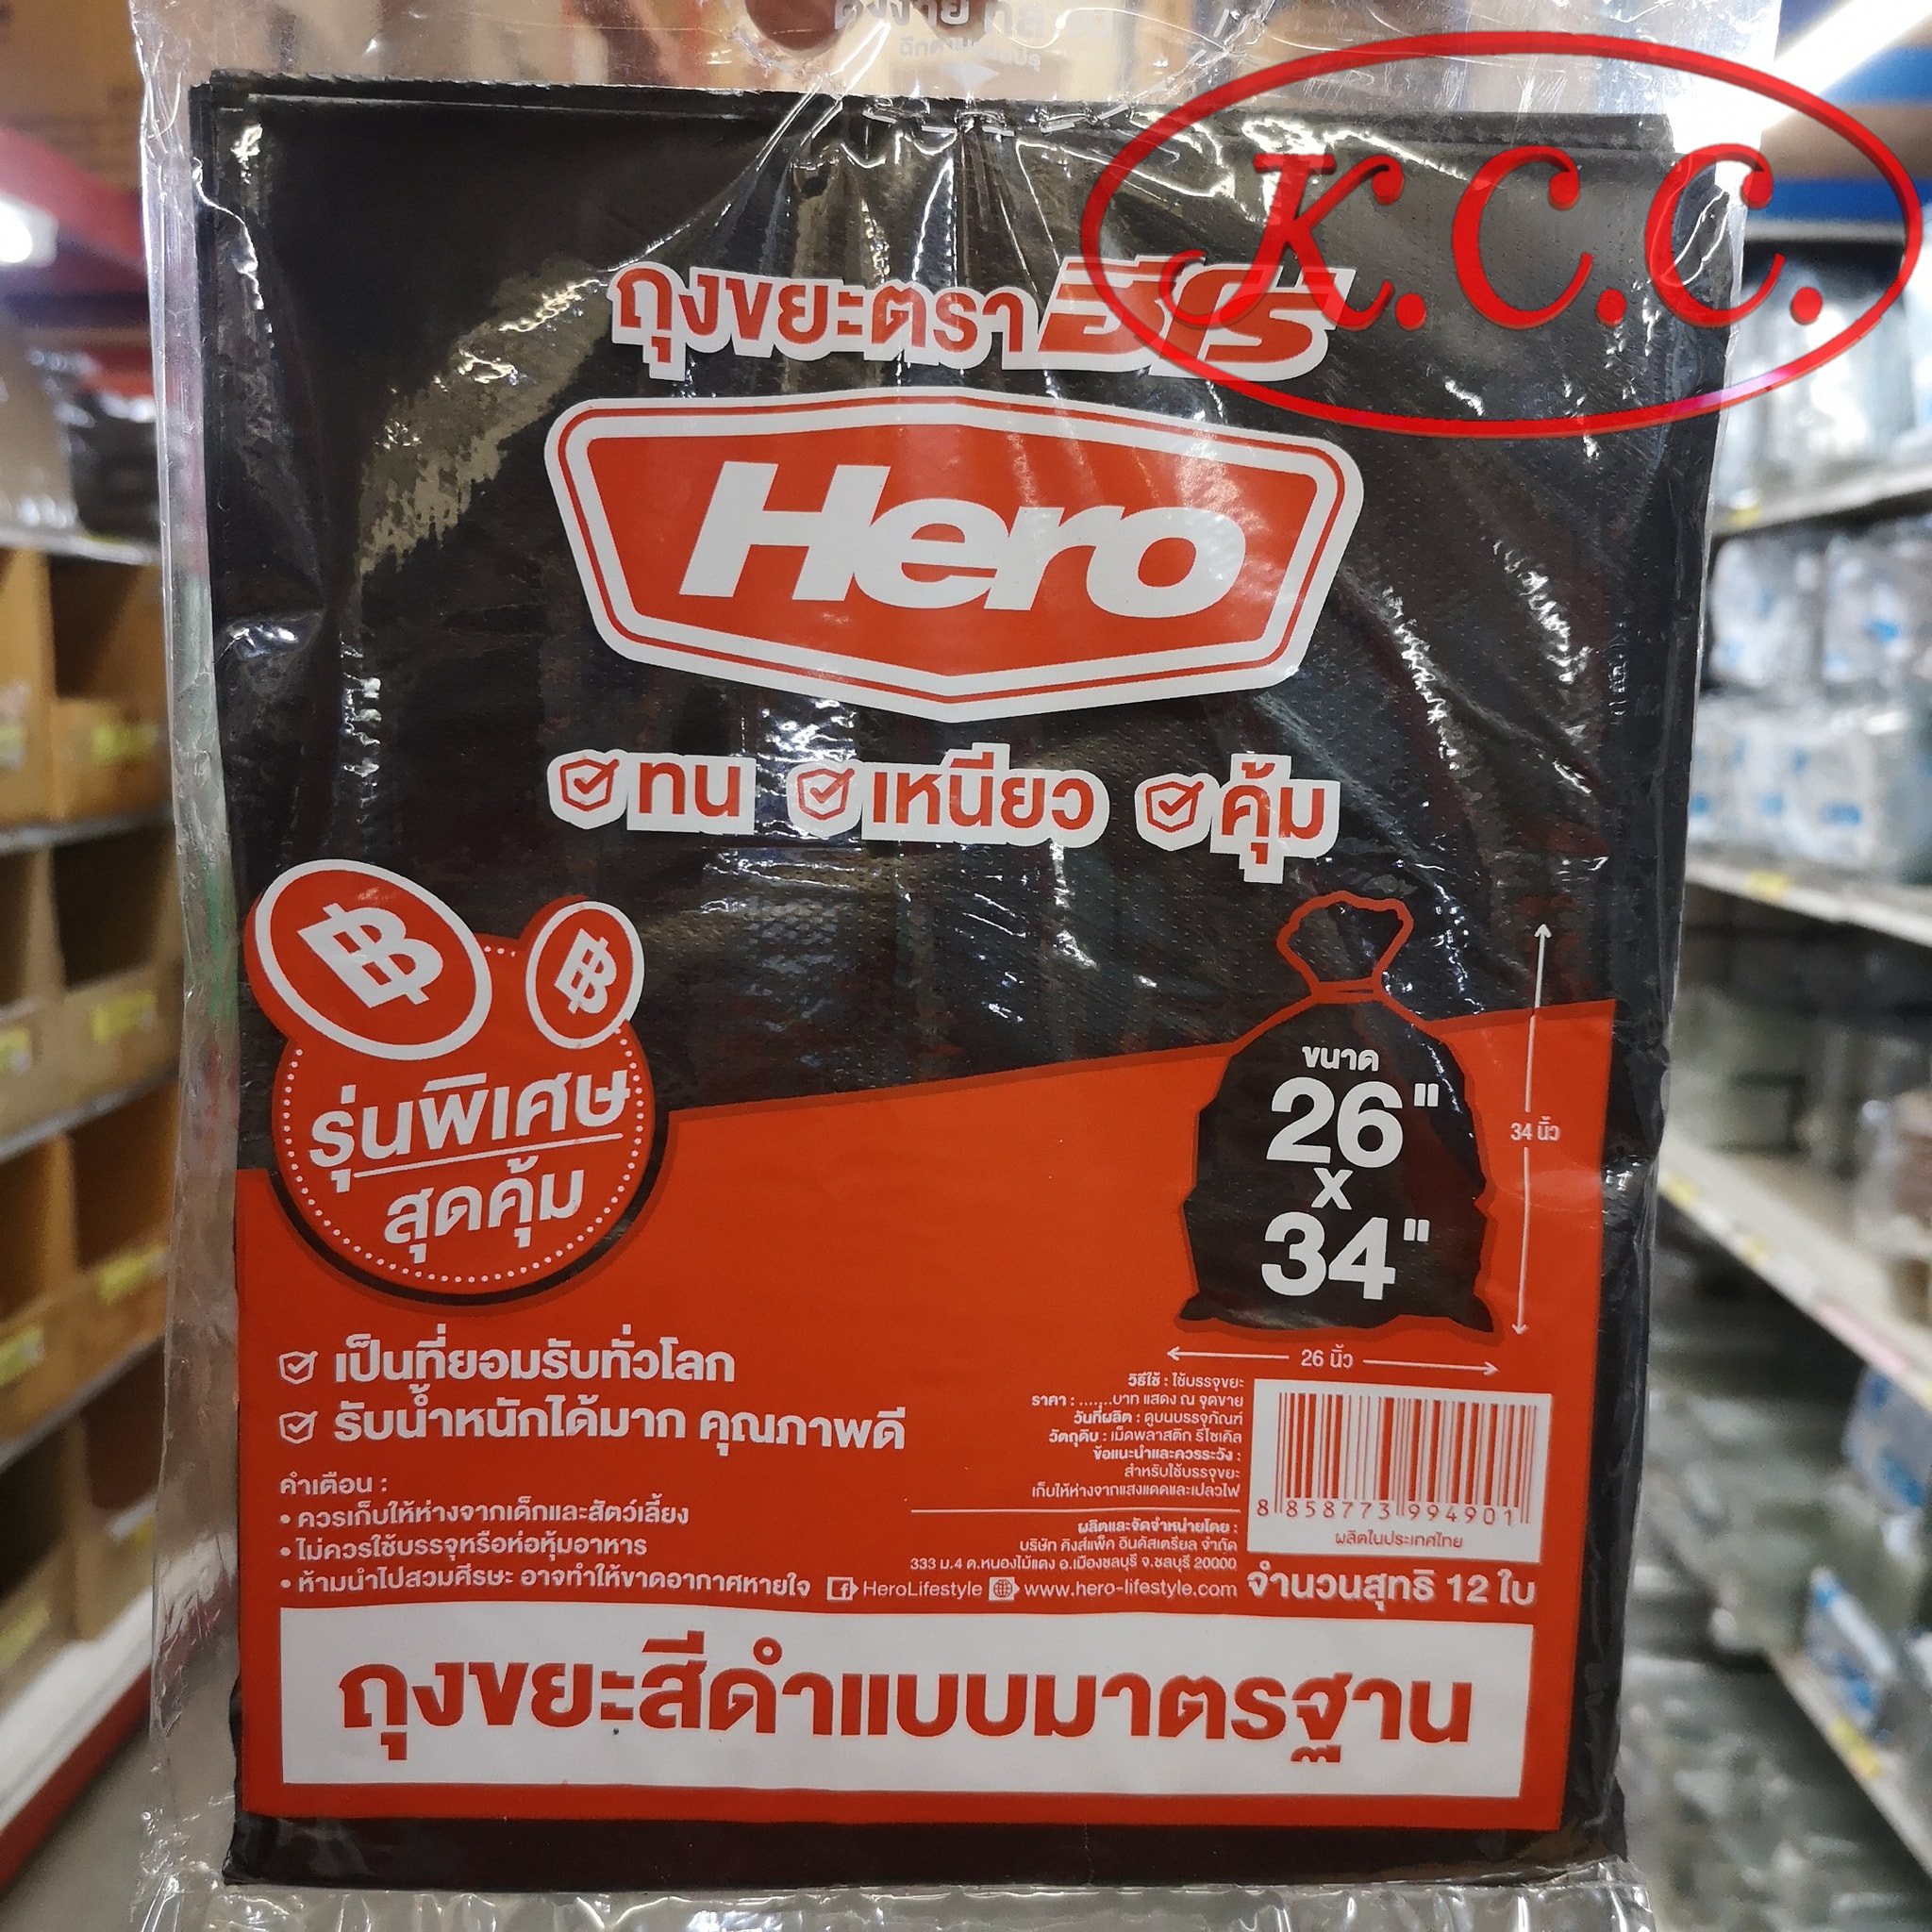 K.C.C.
ถุงขยะตรา ฮีโร่
Hero
ทน เหนียว คุ้ม
฿ ฿
รุ่นพิเศษ
สุดคุ้ม
ขนาด
26"
x
34"
34 นิ้ว
26 นิ้ว
เป็นที่ยอมรับทั่วโลก
รับน้ำหนักได้มาก คุณภาพดี
คำเตือน :
• ควรเก็บให้ห่างจากเด็กและสัตว์เลี้ยง
• ไม่ควรใช้บรรจุหรือห่อหุ้มอาหาร
• ห้ามนำไปสวมศีรษะ อาจทำให้ขาดอากาศหายใจ
วิธีใช้ : ใช้บรรจุขยะ
ราคา : .......บาท แสดง ณ จุดขาย
วันที่ผลิต : ดูบนบรรจุภัณฑ์
วัตถุดิบ : เม็ดพลาสติก รีไซเคิล
ข้อแนะนำและควรระวัง :
สำหรับใช้บรรจุขยะ
เก็บให้ห่างจากแสงแดดและเปลวไฟ
ผลิตและจัดจำหน่ายโดย :
บริษัท คิงส์แพ็ค อินดัสเตรียล จำกัด
333 ม.4 ต.หนองไม้แดง อ.เมืองชลบุรี จ.ชลบุรี 20000
HeroLifestyle www.hero-lifestyle.com
8 858773 994901
ผลิตในประเทศไทย
จำนวนสุทธิ 12 ใบ
ถุงขยะสีดำแบบมาตรฐาน